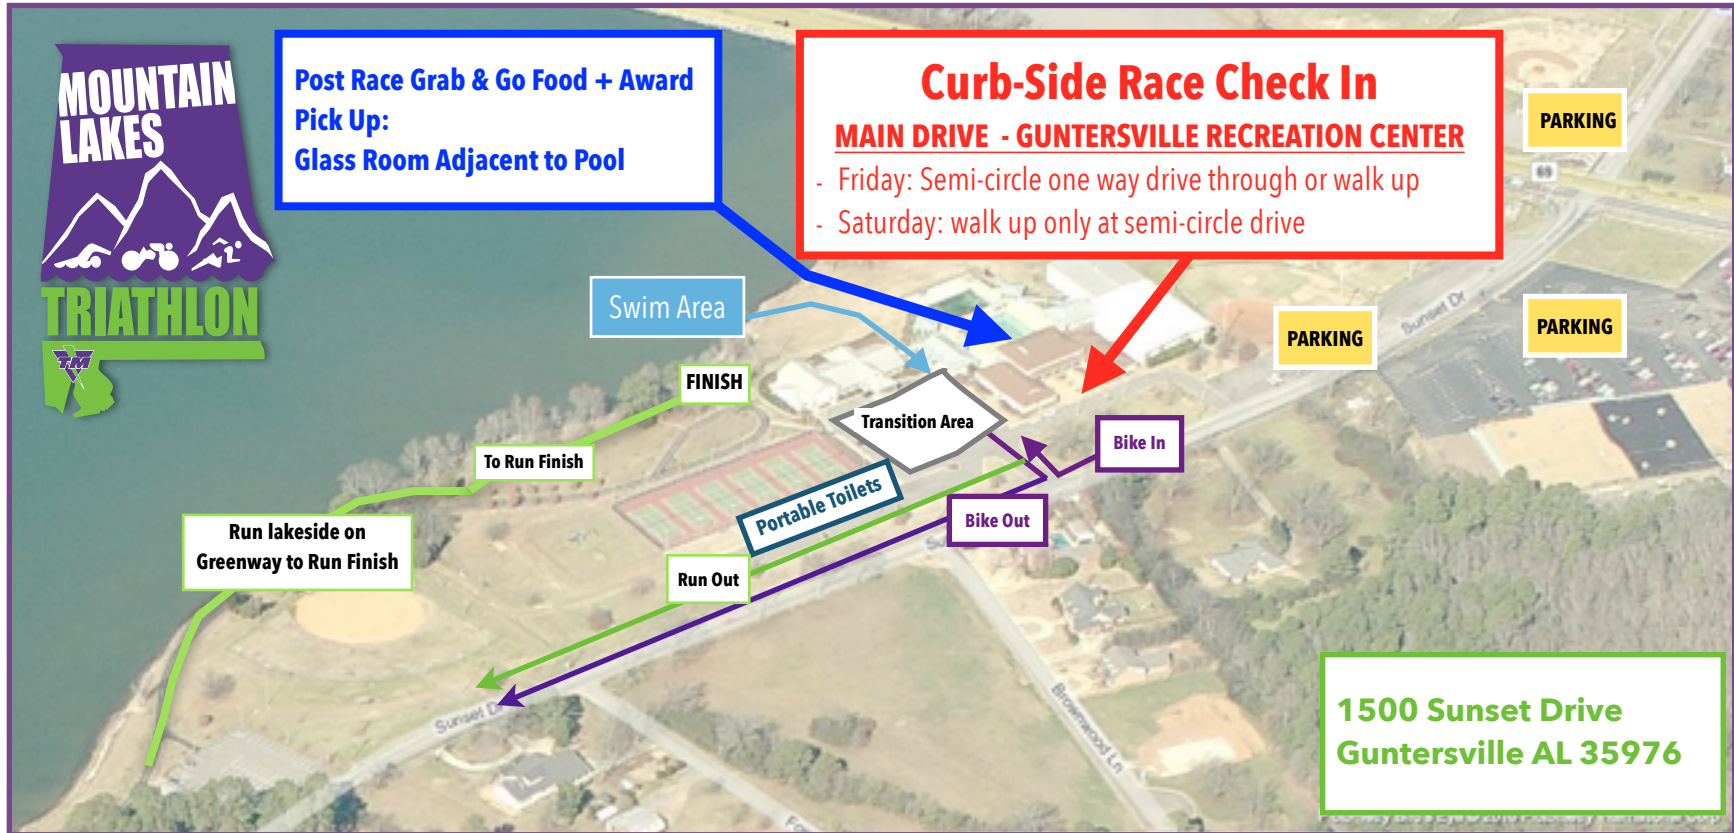 MOUNTAIN
LAKES
TRIATHLON
TM
Post Race Grab & Go Food + Award
Pick Up:
Glass Room Adjacent to Pool
Curb-Side Race Check In
MAIN DRIVE - GUNTERSVILLE RECREATION CENTER
- Friday: Semi-circle one way drive through or walk up
- Saturday: walk up only at semi-circle drive
PARKING
69
Swim Area
PARKING
PARKING
Sunset Dr
FINISH
Transition Area
Bike In
To Run Finish
Portable Toilets
Bike Out
Run lakeside on
Greenway to Run Finish
Run Out
Sunset Dr
Brownwood Ln
1500 Sunset Drive
Guntersville AL 35976